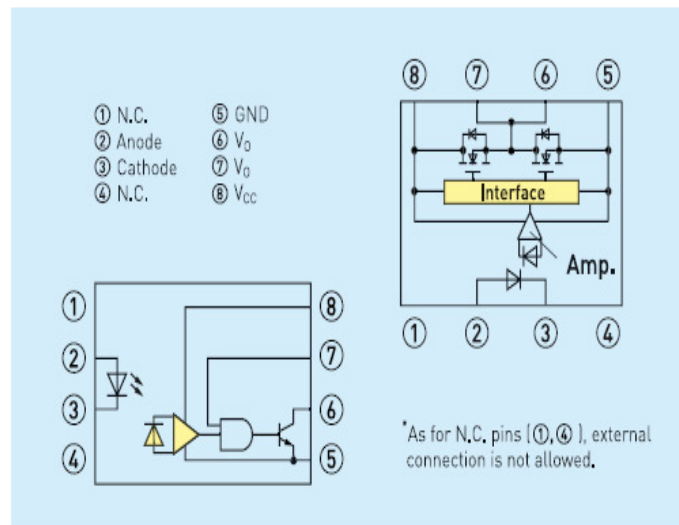 ① N.C.
② Anode
③ Cathode
④ N.C.
⑤ GND
⑥ V₀
⑦ V₀
⑧ Vcc
⑧ ⑦ ⑥ ⑤
Interface
Amp.
① ② ③ ④
①
②
③
④
⑧
⑦
⑥
⑤
*As for N.C. pins (①,④ ), external
connection is not allowed.